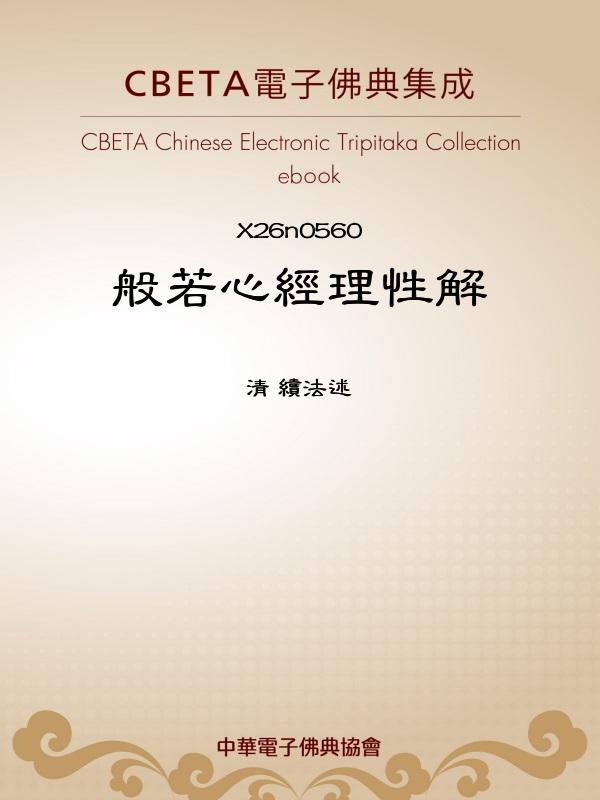 CBETA電子佛典集成
CBETA Chinese Electronic Tripitaka Collection
ebook
X26n0560
般若心經理性解
清 續法述
中華電子佛典協會